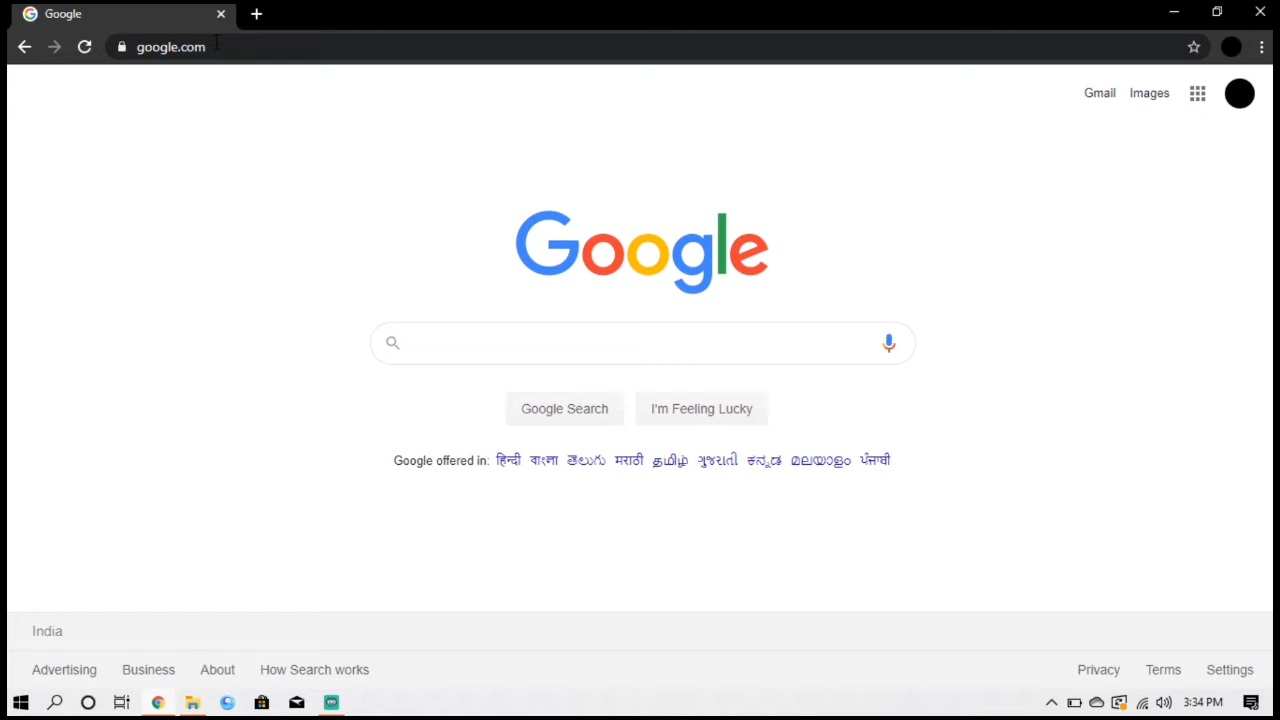 Google
google.com
Gmail Images
Google
Google Search I'm Feeling Lucky
Google offered in: हिन्दी বাংলা తెలుగు मराठी தமிழ் ગુજરાતી ಕನ್ನಡ മലയാളം ਪੰਜਾਬੀ
India
Advertising Business About How Search works Privacy Terms Settings
3:34 PM